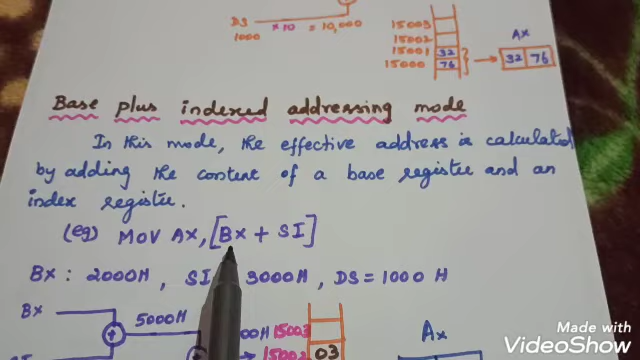 DS
1000
×10 = 10,000
15003
15002
15001 32
15000 76
AX
32 76
Base plus indexed addressing mode
In this mode, the effective address is calculated
by adding the content of a base register and an
index register.
(eg) MOV AX, [BX + SI]
BX : 2000H , SI 3000H , DS = 1000 H
BX
5000H
15003
15002 03
AX
Made with
VideoShow